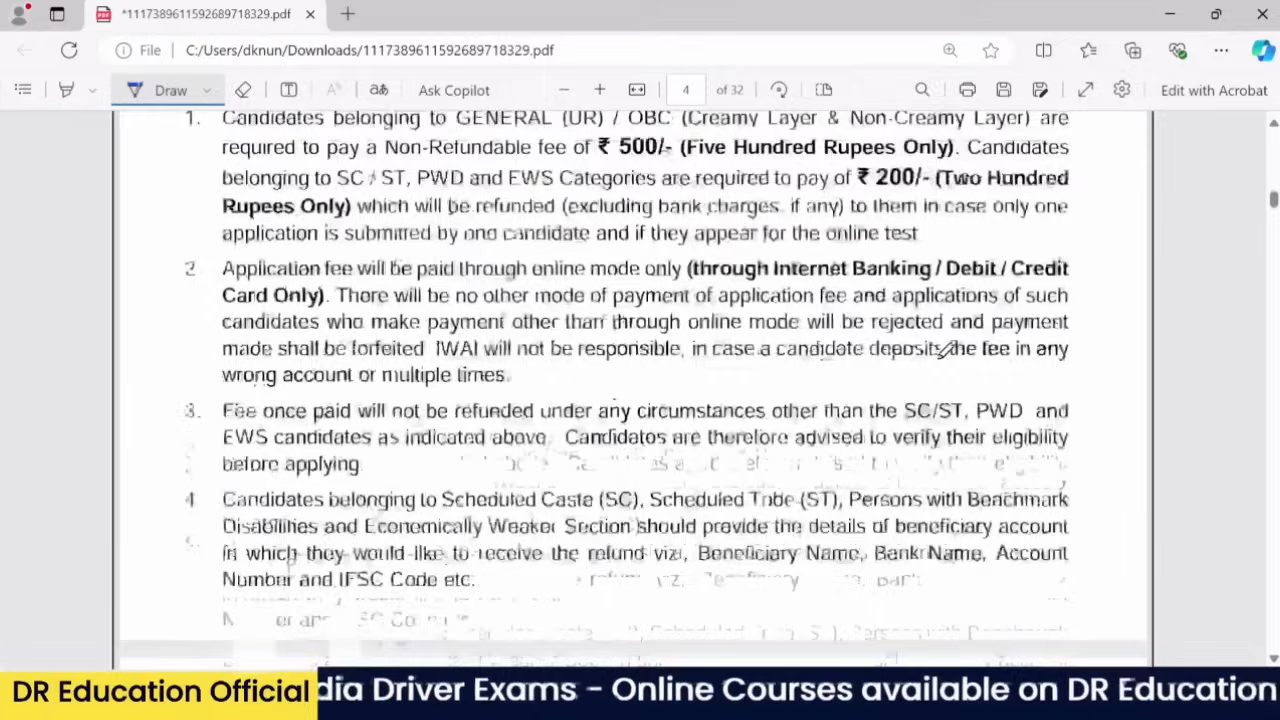 *1117389611592689718329.pdf
File C:/Users/dknun/Downloads/1117389611592689718329.pdf
Draw Ask Copilot 4 of 32 Edit with Acrobat
1. Candidates belonging to GENERAL (UR) / OBC (Creamy Layer & Non-Creamy Layer) are
required to pay a Non-Refundable fee of ₹ 500/- (Five Hundred Rupees Only). Candidates
belonging to SC / ST, PWD and EWS Categories are required to pay of ₹ 200/- (Two Hundred
Rupees Only) which will be refunded (excluding bank charges, if any) to them in case only one
application is submitted by one candidate and if they appear for the online test
2 Application fee will be paid through online mode only (through Internet Banking / Debit / Credit
Card Only). There will be no other mode of payment of application fee and applications of such
candidates who make payment other than through online mode will be rejected and payment
made shall be forfeited IWAI will not be responsible, in case a candidate deposits the fee in any
wrong account or multiple times.
3. Fee once paid will not be refunded under any circumstances other than the SC/ST, PWD and
EWS candidates as indicated above. Candidates are therefore advised to verify their eligibility
before applying
4 Candidates belonging to Scheduled Caste (SC), Scheduled Tribe (ST), Persons with Benchmark
Disabilities and Economically Weaker Section should provide the details of beneficiary account
in which they would like to receive the refund viz., Beneficiary Name, Bank Name, Account
Number and IFSC Code etc.
DR Education Official dia Driver Exams - Online Courses available on DR Education